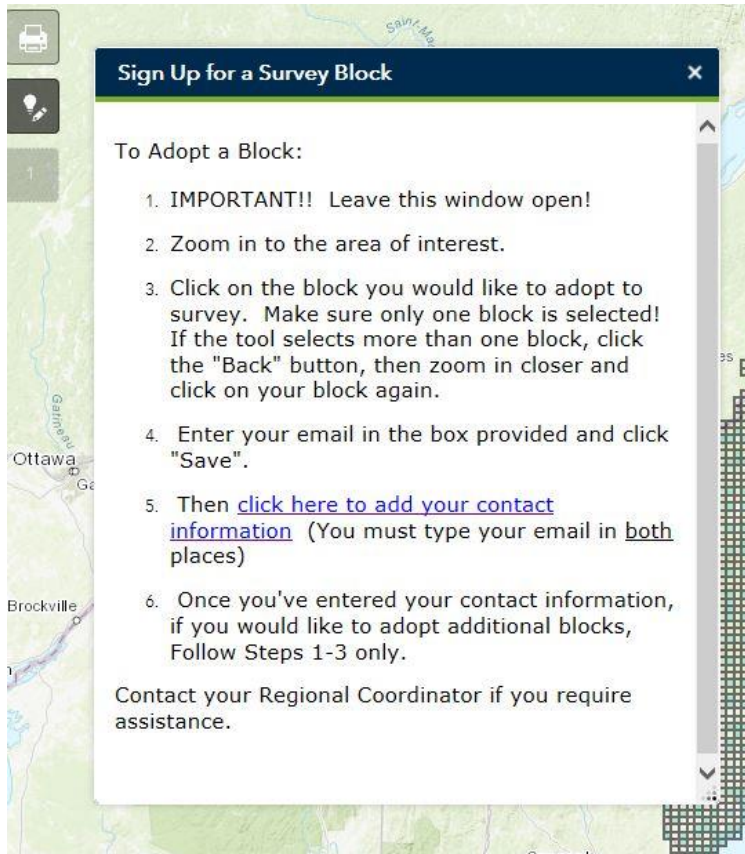 Saint-Ma
Sign Up for a Survey Block ×
1
To Adopt a Block:
1. IMPORTANT!! Leave this window open!
2. Zoom in to the area of interest.
3. Click on the block you would like to adopt to
survey. Make sure only one block is selected!
If the tool selects more than one block, click
the "Back" button, then zoom in closer and
click on your block again.
4. Enter your email in the box provided and click
"Save".
5. Then click here to add your contact
information (You must type your email in both
places)
6. Once you've entered your contact information,
if you would like to adopt additional blocks,
Follow Steps 1-3 only.
Contact your Regional Coordinator if you require
assistance.
Gatineau
Ottawa
Ga
Brockville